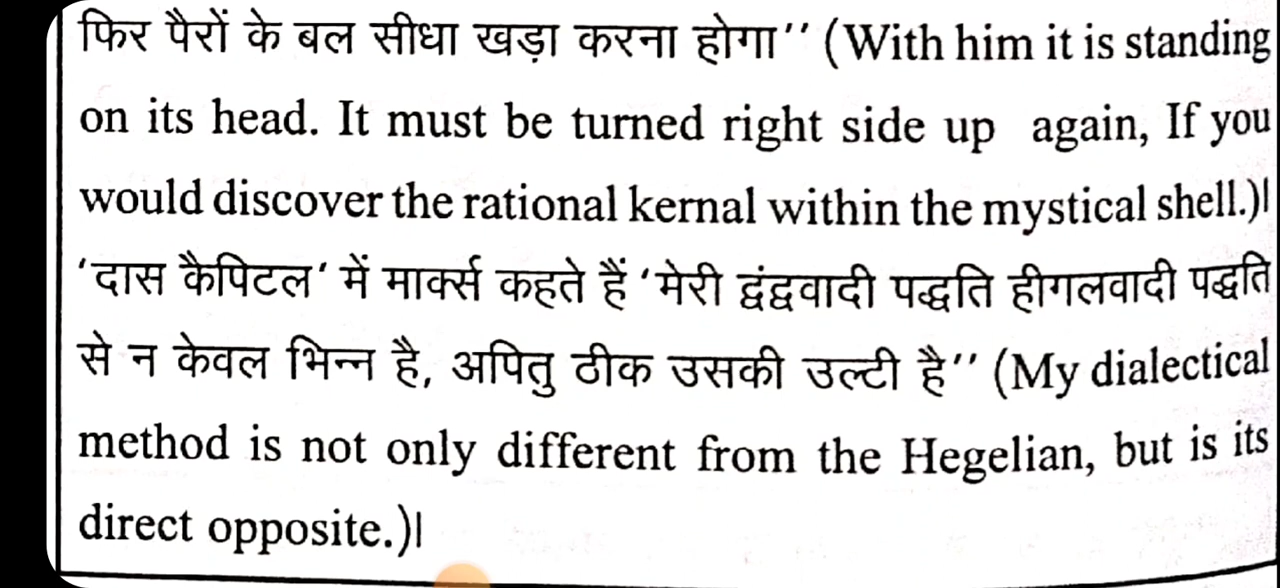 फिर पैरों के बल सीधा खड़ा करना होगा’’ (With him it is standing
on its head. It must be turned right side up again, If you
would discover the rational kernal within the mystical shell.)।
‘दास कैपिटल‘ में मार्क्स कहते हैं ‘मेरी द्वंद्ववादी पद्धति हीगलवादी पद्धति
से न केवल भिन्न है, अपितु ठीक उसकी उल्टी है’’ (My dialectical
method is not only different from the Hegelian, but is its
direct opposite.)।